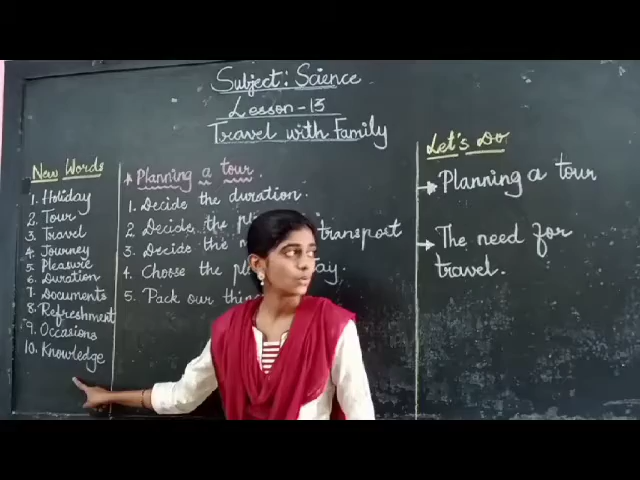 Subject: Science
Lesson - 13
Travel with Family
New Words
1. Holiday
2. Tour
3. Travel
4. Journey
5. Pleasure
6. Duration
7. Documents
8. Refreshment
9. Occasions
10. Knowledge
Planning a tour.
1. Decide the duration.
2. Decide the
3. Decide the transport
4. Choose the
5. Pack our
Let's Do
Planning a tour
The need for
travel.